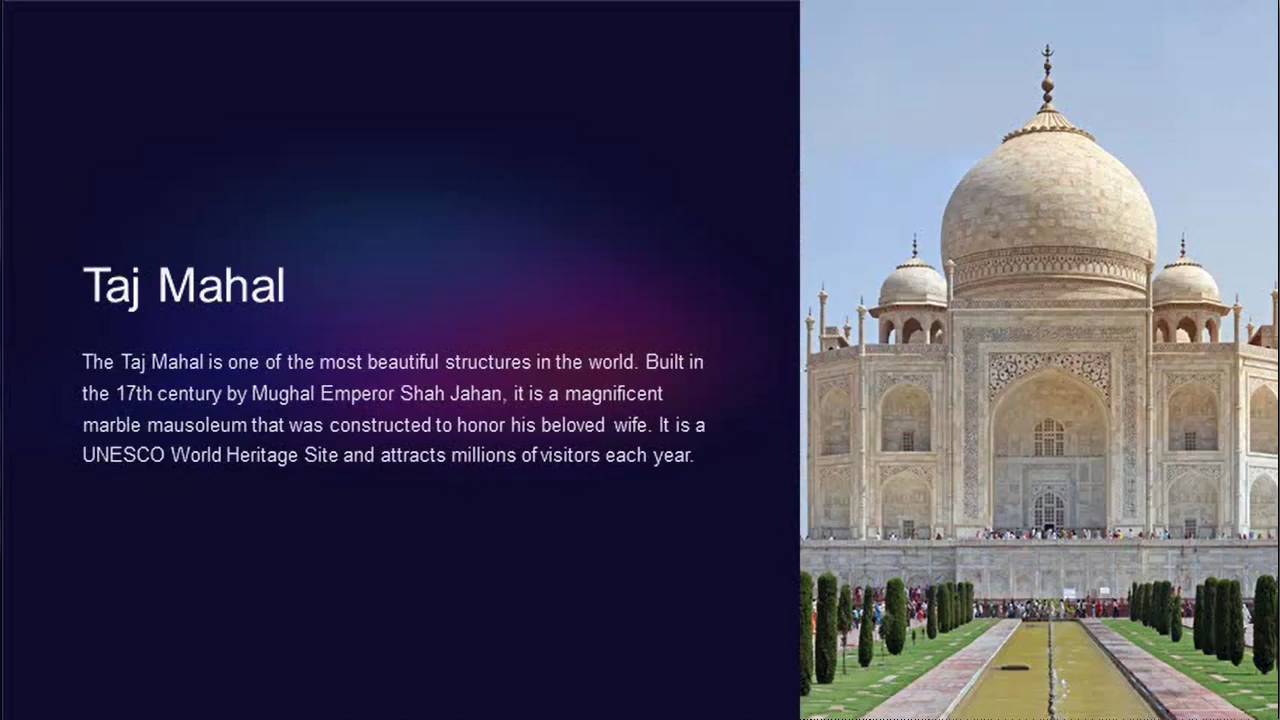 Taj Mahal
The Taj Mahal is one of the most beautiful structures in the world. Built in
the 17th century by Mughal Emperor Shah Jahan, it is a magnificent
marble mausoleum that was constructed to honor his beloved wife. It is a
UNESCO World Heritage Site and attracts millions of visitors each year.